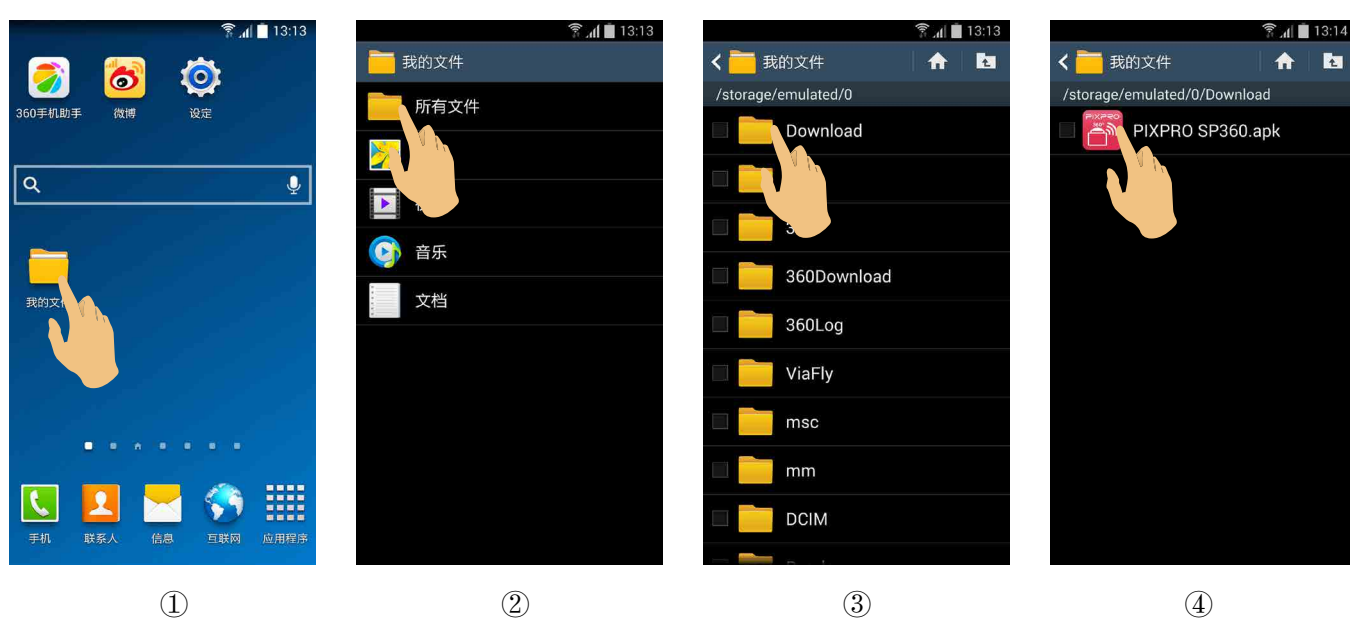 13:13
360手机助手
微博
设定
我的文
手机
联系人
信息
互联网
应用程序
①
13:13
我的文件
所有文件
音乐
文档
②
13:13
我的文件
/storage/emulated/0
Download
360Download
360Log
ViaFly
msc
mm
DCIM
③
13:14
我的文件
/storage/emulated/0/Download
PIXPRO
360°
PIXPRO SP360.apk
④